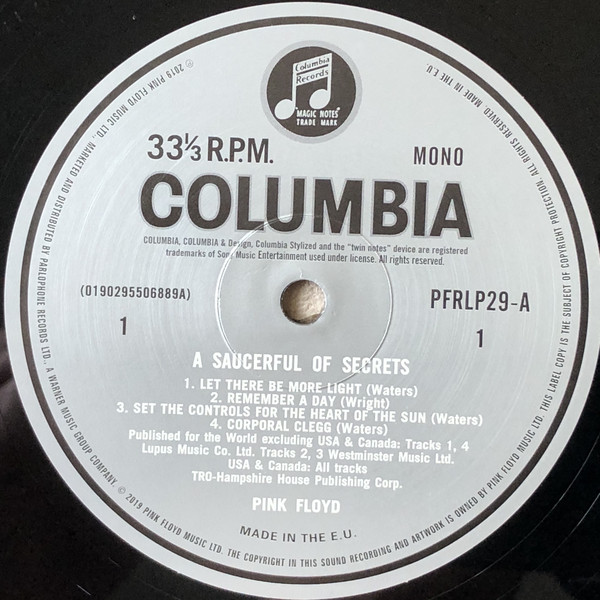 Columbia
Records
"MAGIC NOTES"
TRADE MARK
33⅓ R.P.M.
MONO
COLUMBIA
COLUMBIA, COLUMBIA & Design, Columbia Stylized and the "twin notes" device are registered
trademarks of Sony Music Entertainment used under license. All rights reserved.
(0190295506889A)
PFRLP29-A
1
1
A SAUCERFUL OF SECRETS
1. LET THERE BE MORE LIGHT (Waters)
2. REMEMBER A DAY (Wright)
3. SET THE CONTROLS FOR THE HEART OF THE SUN (Waters)
4. CORPORAL CLEGG (Waters)
Published for the World excluding USA & Canada: Tracks 1, 4
Lupus Music Co. Ltd. Tracks 2, 3 Westminster Music Ltd.
USA & Canada: All tracks
TRO-Hampshire House Publishing Corp.
PINK FLOYD
MADE IN THE E.U.
℗ 2019 PINK FLOYD MUSIC LTD. MARKETED AND DISTRIBUTED BY PARLOPHONE RECORDS LTD., A WARNER MUSIC GROUP COMPANY. © 2019 PINK FLOYD MUSIC LTD. THE COPYRIGHT IN THIS SOUND RECORDING AND ARTWORK IS OWNED BY PINK FLOYD MUSIC LTD. THIS LABEL COPY IS THE SUBJECT OF COPYRIGHT PROTECTION. ALL RIGHTS RESERVED. MADE IN THE E.U.